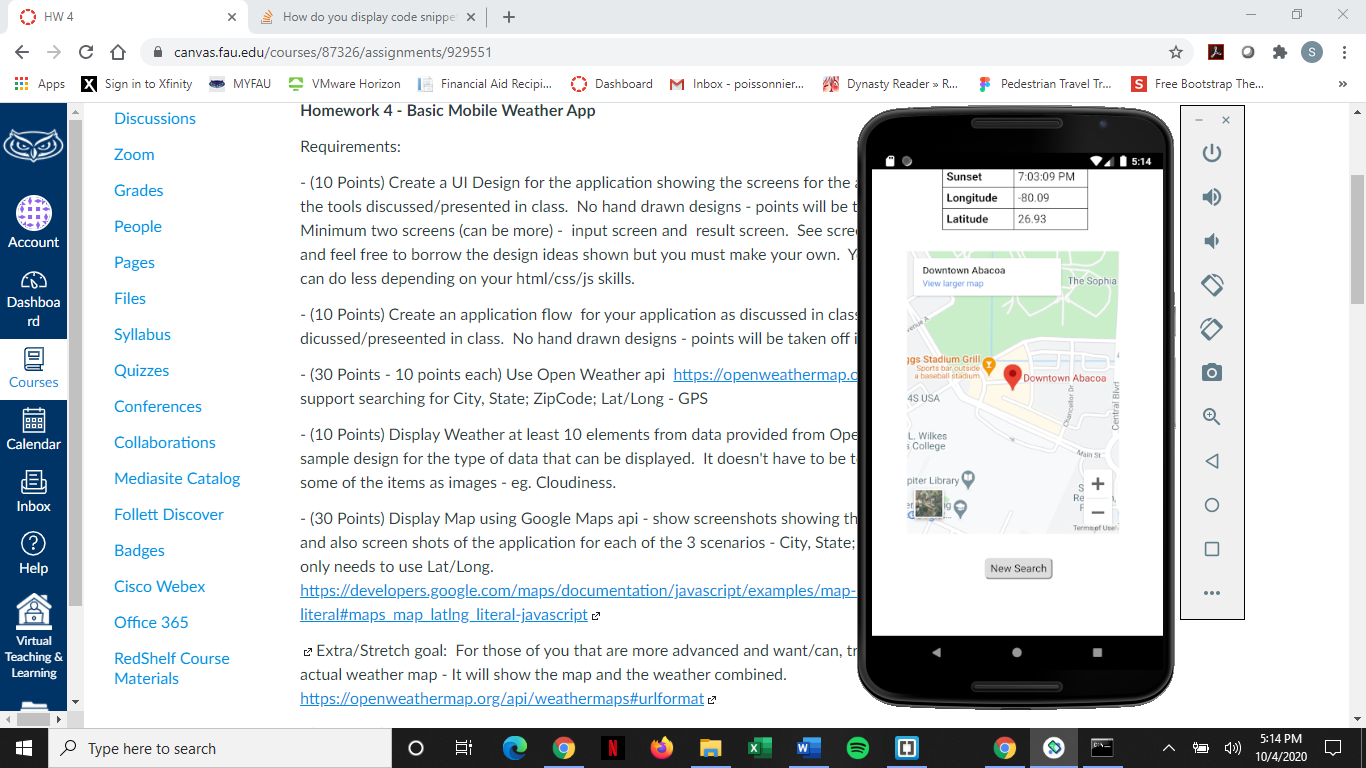 HW 4
How do you display code snippe
canvas.fau.edu/courses/87326/assignments/929551
S
Apps
Sign in to Xfinity
MYFAU
VMware Horizon
Financial Aid Recipi...
Dashboard
Inbox - poissonnier...
Dynasty Reader » R...
Pedestrian Travel Tr...
Free Bootstrap The...
»
Account
Dashboa
rd
Courses
Calendar
Inbox
Help
Virtual
Teaching &
Learning
Discussions
Zoom
Grades
People
Pages
Files
Syllabus
Quizzes
Conferences
Collaborations
Mediasite Catalog
Follett Discover
Badges
Cisco Webex
Office 365
RedShelf Course
Materials
Homework 4 - Basic Mobile Weather App
Requirements:
- (10 Points) Create a UI Design for the application showing the screens for the a
the tools discussed/presented in class.  No hand drawn designs - points will be t
Minimum two screens (can be more) -  input screen and  result screen.  See scre
and feel free to borrow the design ideas shown but you must make your own.  Y
can do less depending on your html/css/js skills.
- (10 Points) Create an application flow  for your application as discussed in clas
dicussed/preseented in class.  No hand drawn designs - points will be taken off i
- (30 Points - 10 points each) Use Open Weather api  https://openweathermap.o
support searching for City, State; ZipCode; Lat/Long - GPS
- (10 Points) Display Weather at least 10 elements from data provided from Ope
sample design for the type of data that can be displayed.  It doesn't have to be t
some of the items as images - eg. Cloudiness.
- (30 Points) Display Map using Google Maps api - show screenshots showing th
and also screen shots of the application for each of the 3 scenarios - City, State;
only needs to use Lat/Long.
https://developers.google.com/maps/documentation/javascript/examples/map-
literal#maps_map_latlng_literal-javascript
Extra/Stretch goal:  For those of you that are more advanced and want/can, tr
actual weather map - It will show the map and the weather combined.
https://openweathermap.org/api/weathermaps#urlformat
5:14
Sunset 7:03:09 PM
Longitude -80.09
Latitude 26.93
Downtown Abacoa
View larger map
The Sophia
venue A
ggs Stadium Grill
Sports bar outside
a baseball stadium
Downtown Abacoa
4S USA
Chancellor Dr
Central Blvd
L. Wilkes
s College
Main St
piter Library
Terms of Use
New Search
Type here to search
5:14 PM
10/4/2020